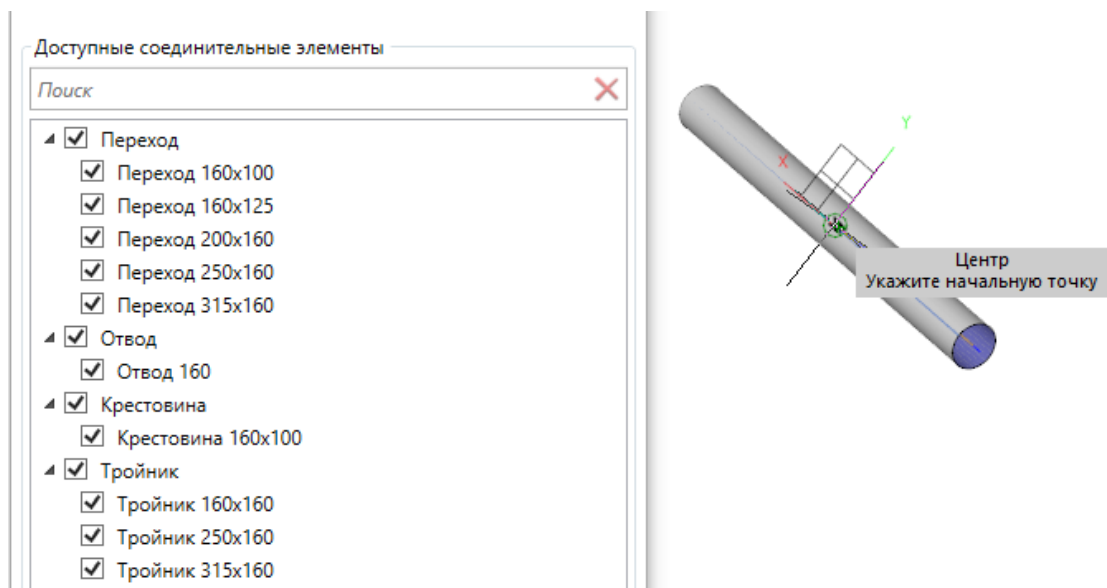 Доступные соединительные элементы
Поиск
Переход
Переход 160x100
Переход 160x125
Переход 200x160
Переход 250x160
Переход 315x160
Отвод
Отвод 160
Крестовина
Крестовина 160x100
Тройник
Тройник 160x160
Тройник 250x160
Тройник 315x160
Y
X
Центр
Укажите начальную точку